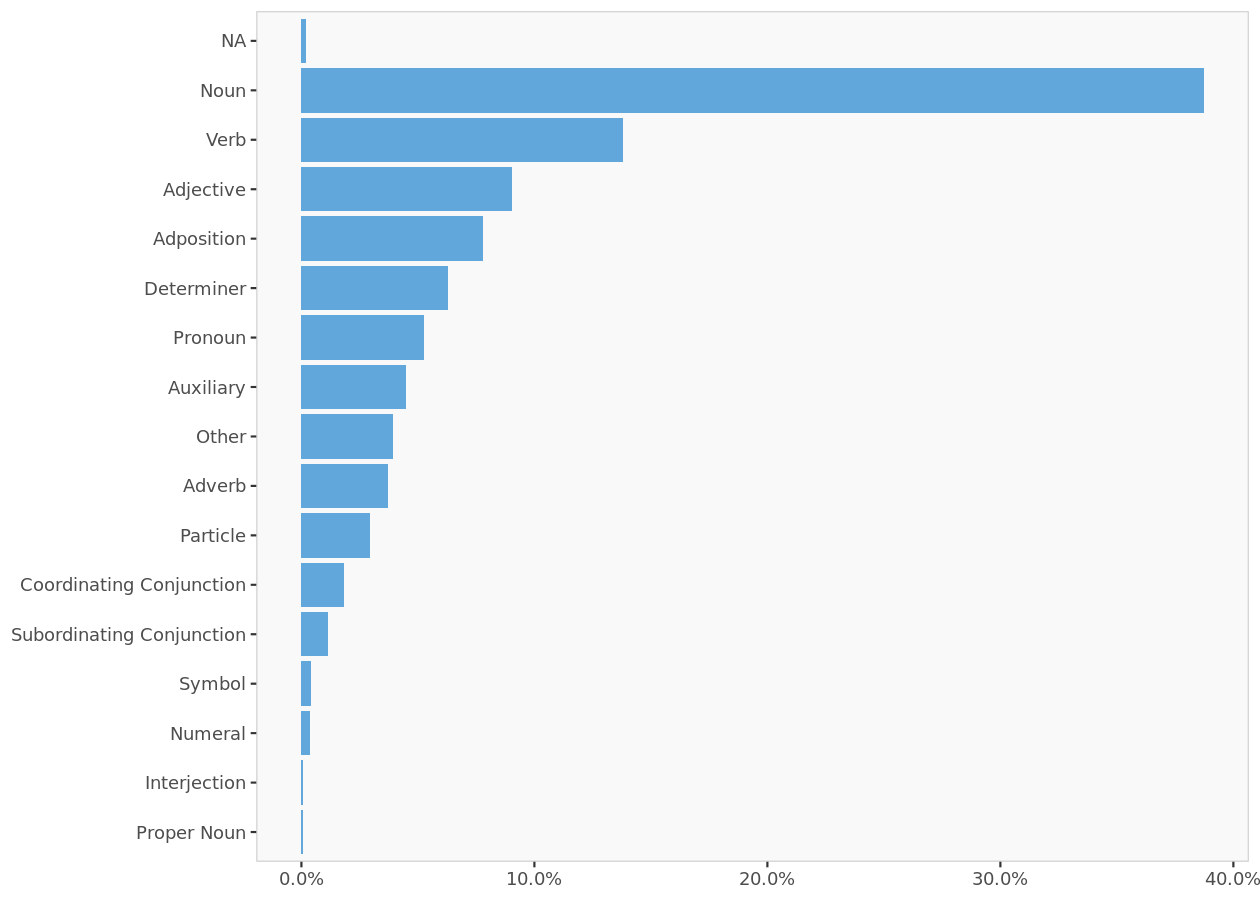 NA
Noun
Verb
Adjective
Adposition
Determiner
Pronoun
Auxiliary
Other
Adverb
Particle
Coordinating Conjunction
Subordinating Conjunction
Symbol
Numeral
Interjection
Proper Noun
0.0% 10.0% 20.0% 30.0% 40.0%